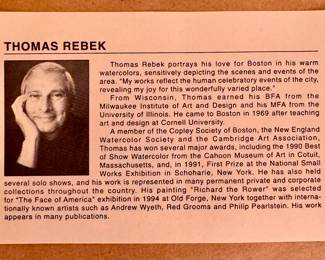 THOMAS REBEK
Thomas Rebek portrays his love for Boston in his warm
watercolors, sensitively depicting the scenes and events of the
area. "My works reflect the human celebratory events of the city,
revealing my joy for this wonderfully varied place."
From Wisconsin, Thomas earned his BFA from the
Milwaukee Institute of Art and Design and his MFA from the
University of Illinois. He came to Boston in 1969 after teaching
art and design at Cornell University.
A member of the Copley Society of Boston, the New England
Watercolor Society and the Cambridge Art Association,
Thomas has won several major awards, including the 1990 Best
of Show Watercolor from the Cahoon Museum of Art in Cotuit,
Massachusetts, and, in 1991, First Prize at the National Small
Works Exhibition in Schoharie, New York. He has also held
several solo shows, and his work is represented in many permanent private and corporate
collections throughout the country. His painting "Richard the Rower" was selected
for "The Face of America" exhibition in 1994 at Old Forge, New York together with interna-
tionally known artists such as Andrew Wyeth, Red Grooms and Philip Pearlstein. His work
appears in many publications.